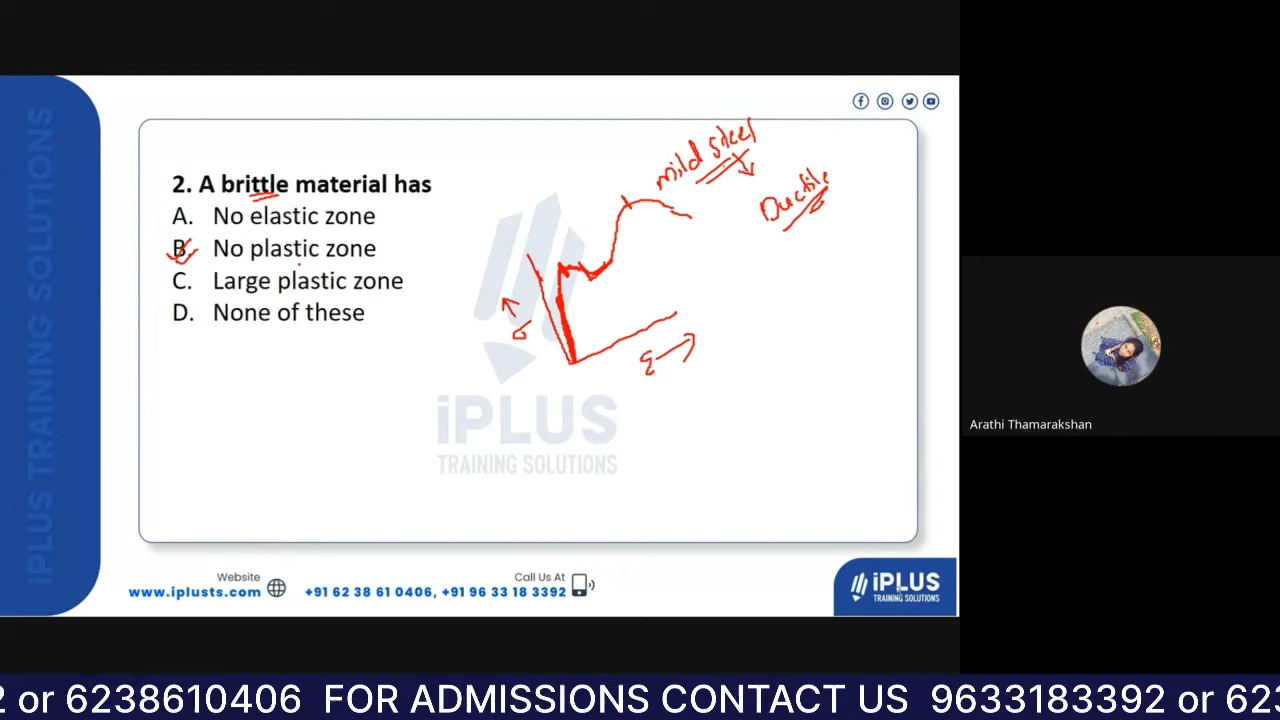 iPLUS TRAINING SOLUTIONS
2. A brittle material has
A. No elastic zone
B. No plastic zone
C. Large plastic zone
D. None of these
mild steel
Ductile
σ
ε
iPLUS
TRAINING SOLUTIONS
Website
www.iplusts.com
Call Us At
+91 62 38 61 0406, +91 96 33 18 3392
iPLUS
TRAINING SOLUTIONS
Arathi Thamarakshan
2 or 6238610406 FOR ADMISSIONS CONTACT US 9633183392 or 623